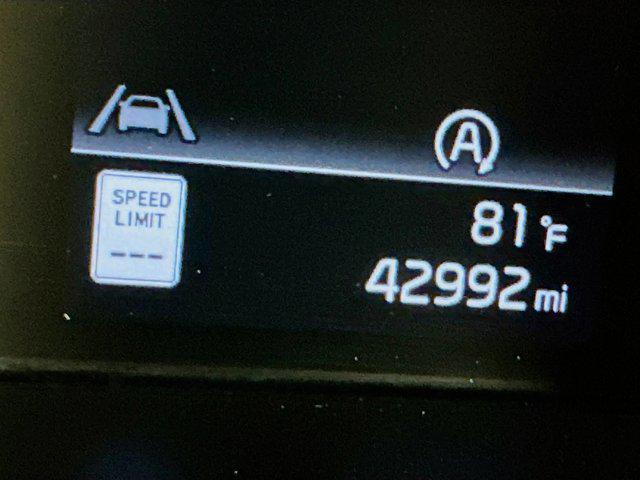 A
SPEED
LIMIT
---
81°F
42992 mi